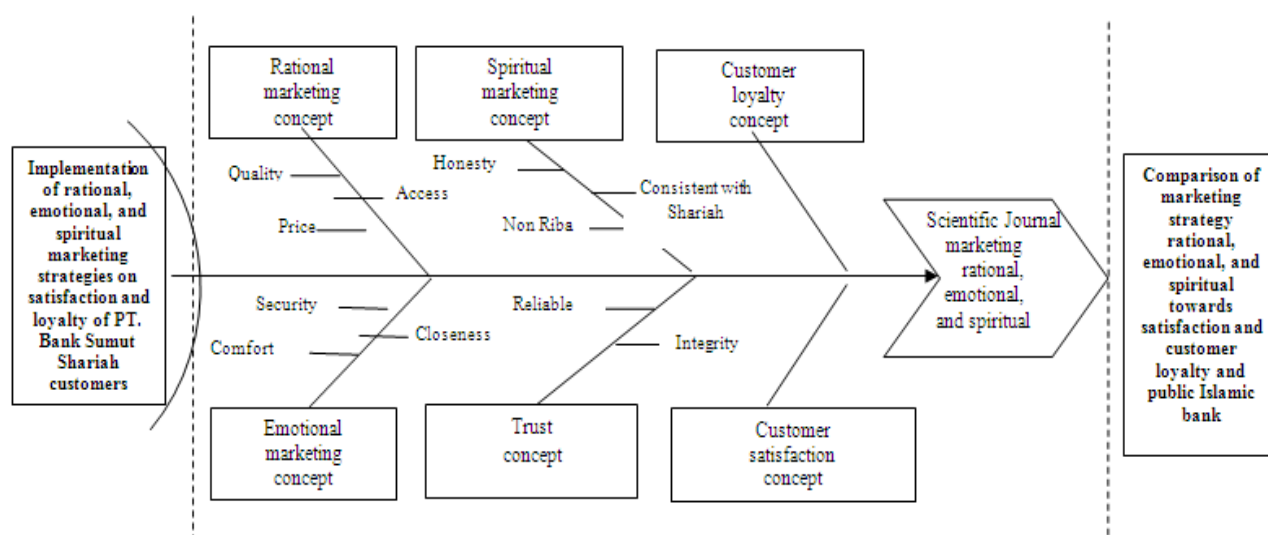 Rational
marketing
concept
Spiritual
marketing
concept
Customer
loyalty
concept
Implementation
of rational,
emotional, and
spiritual
marketing
strategies on
satisfaction and
loyalty of PT.
Bank Sumut
Shariah
customers
Quality
Access
Price
Honesty
Consistent with
Shariah
Non Riba
Scientific Journal
marketing
rational,
emotional,
and spiritual
Comparison of
marketing
strategy
rational,
emotional, and
spiritual
towards
satisfaction and
customer
loyalty and
public Islamic
bank
Security
Closeness
Comfort
Reliable
Integrity
Emotional
marketing
concept
Trust
concept
Customer
satisfaction
concept